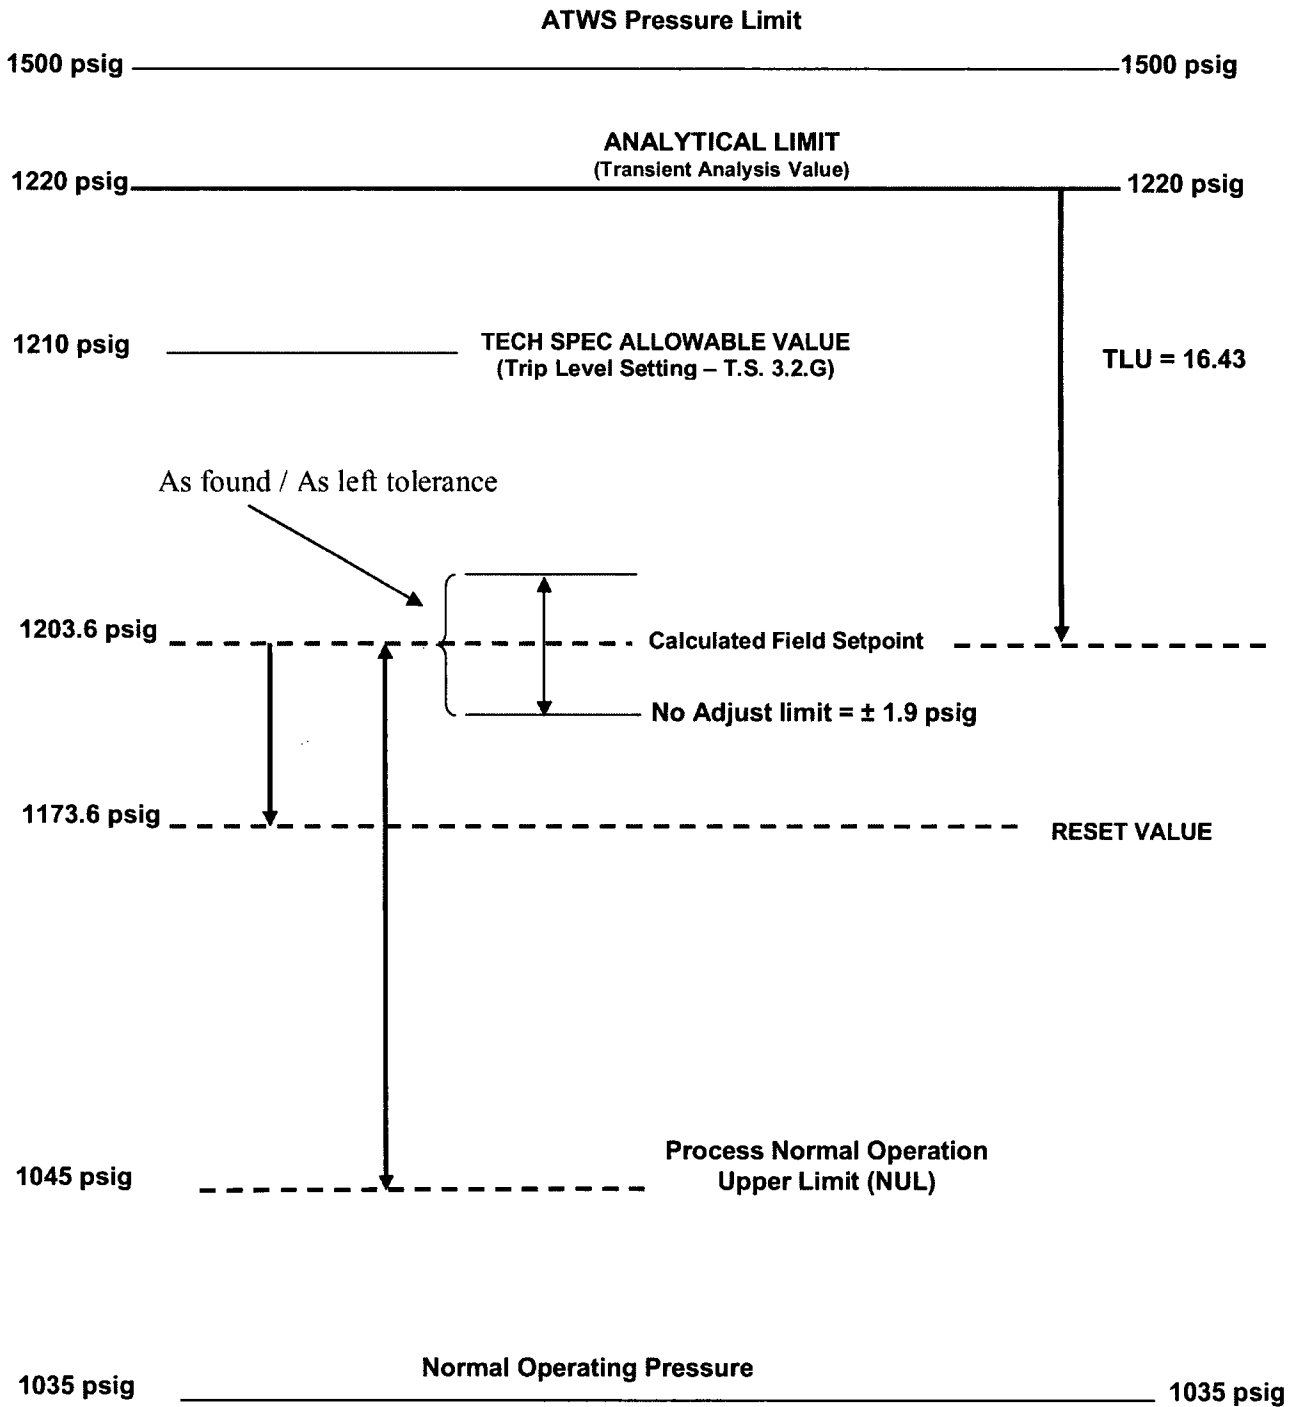 ATWS Pressure Limit
1500 psig 1500 psig
ANALYTICAL LIMIT
(Transient Analysis Value)
1220 psig 1220 psig
1210 psig TECH SPEC ALLOWABLE VALUE
(Trip Level Setting – T.S. 3.2.G)
TLU = 16.43
As found / As left tolerance
1203.6 psig Calculated Field Setpoint
No Adjust limit = ± 1.9 psig
1173.6 psig RESET VALUE
Process Normal Operation
1045 psig Upper Limit (NUL)
Normal Operating Pressure
1035 psig 1035 psig